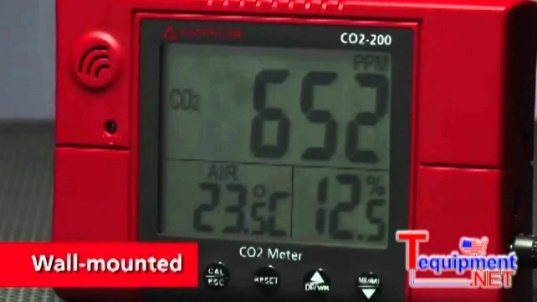 CO2-200
PPM
CO2 652
AIR %
23.5°C 12.5
CO2 Meter
CAL RESET
ESC
Wall-mounted
Tequipment
.NET